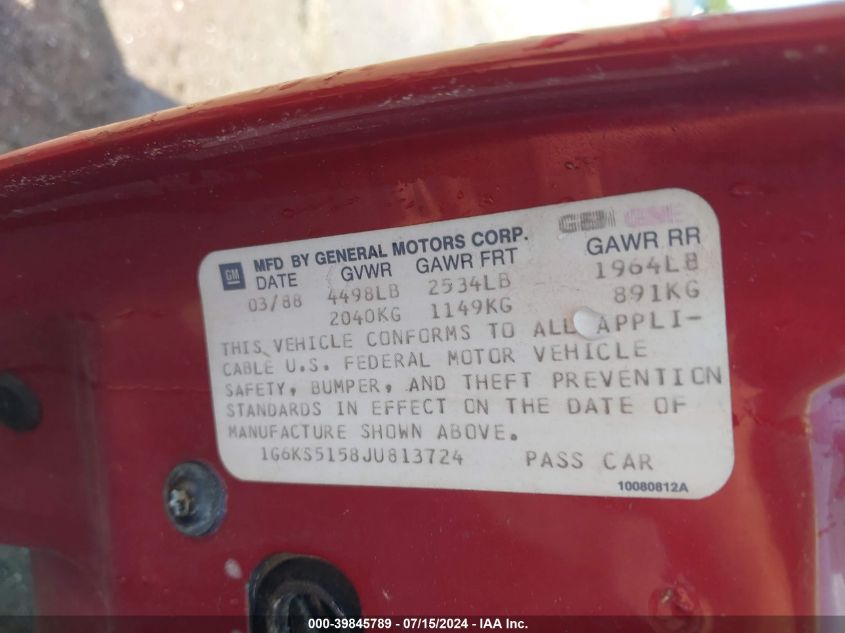 GM MFD BY GENERAL MOTORS CORP.
DATE GVWR GAWR FRT GAWR RR
03/88 4498LB 2534LB 1964LB
2040KG 1149KG 891KG
THIS VEHICLE CONFORMS TO ALL APPLI-
CABLE U.S. FEDERAL MOTOR VEHICLE
SAFETY, BUMPER, AND THEFT PREVENTION
STANDARDS IN EFFECT ON THE DATE OF
MANUFACTURE SHOWN ABOVE.
1G6KS5158JU813724 PASS CAR
10080812A
000-39845789 - 07/15/2024 - IAA Inc.